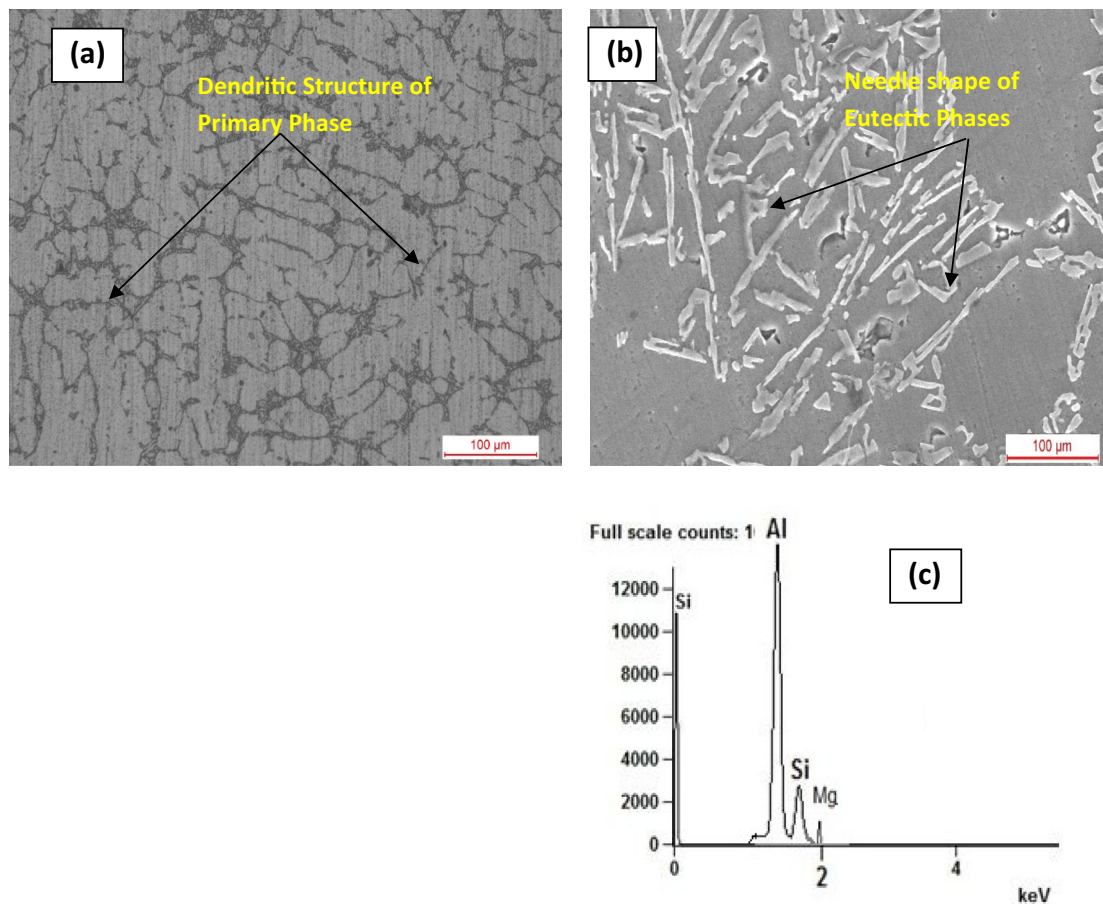 (a)
Dendritic Structure of
Primary Phase
100 µm
(b)
Needle shape of
Eutectic Phases
100 µm
Full scale counts: 1
Al
(c)
12000
Si
10000
8000
6000
4000
Si
Mg
2000
0
0
2
4
keV